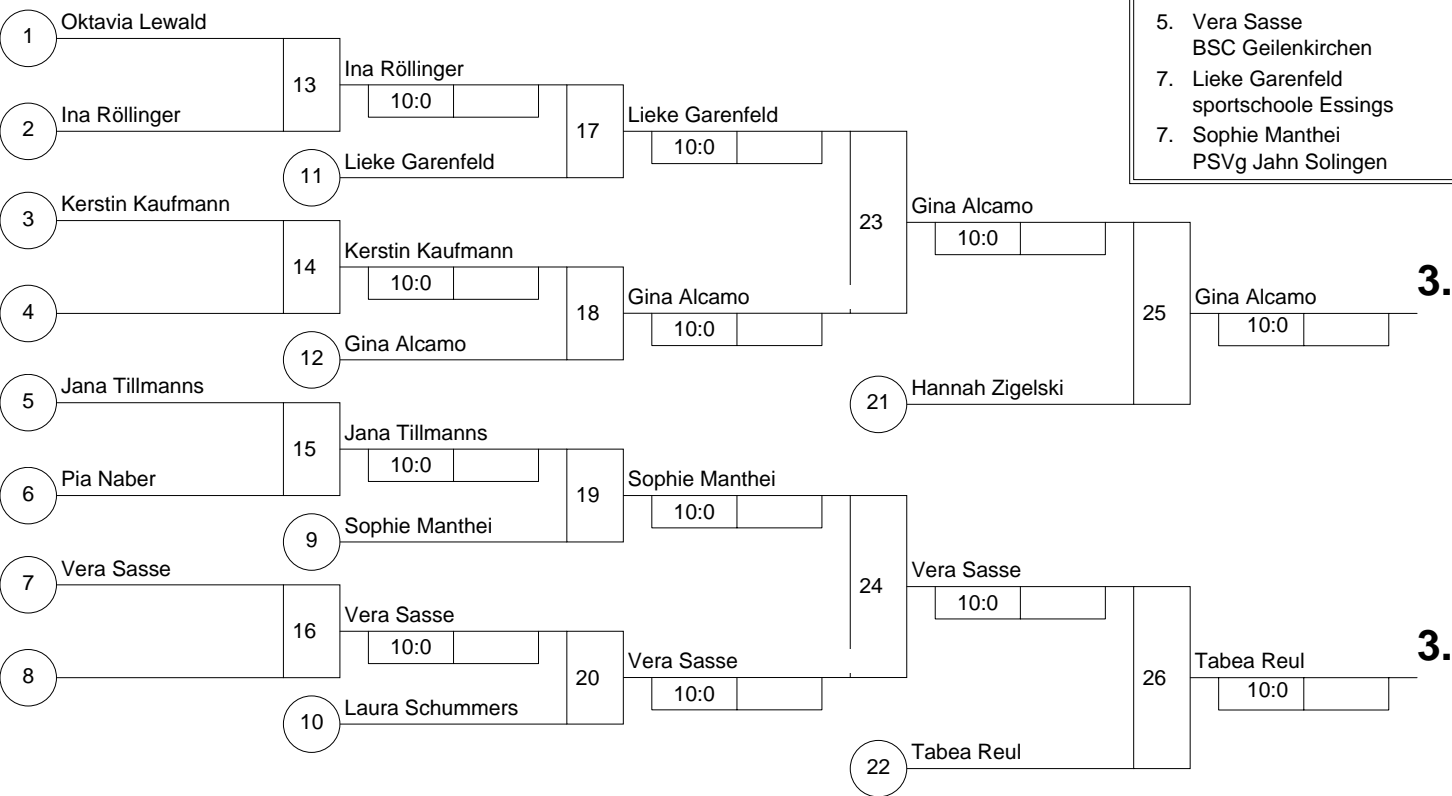 1 Oktavia Lewald
13
Ina Röllinger
10:0
2 Ina Röllinger
17
Lieke Garenfeld
10:0
11 Lieke Garenfeld
3 Kerstin Kaufmann
14
Kerstin Kaufmann
10:0
4
18
Gina Alcamo
10:0
12 Gina Alcamo
23
Gina Alcamo
10:0
25
Gina Alcamo
10:0
3.
21 Hannah Zigelski
5 Jana Tillmanns
15
Jana Tillmanns
10:0
6 Pia Naber
19
Sophie Manthei
10:0
9 Sophie Manthei
7 Vera Sasse
16
Vera Sasse
10:0
8
20
Vera Sasse
10:0
10 Laura Schummers
24
Vera Sasse
10:0
26
Tabea Reul
10:0
3.
22 Tabea Reul
5. Vera Sasse
BSC Geilenkirchen
7. Lieke Garenfeld
sportschoole Essings
7. Sophie Manthei
PSVg Jahn Solingen